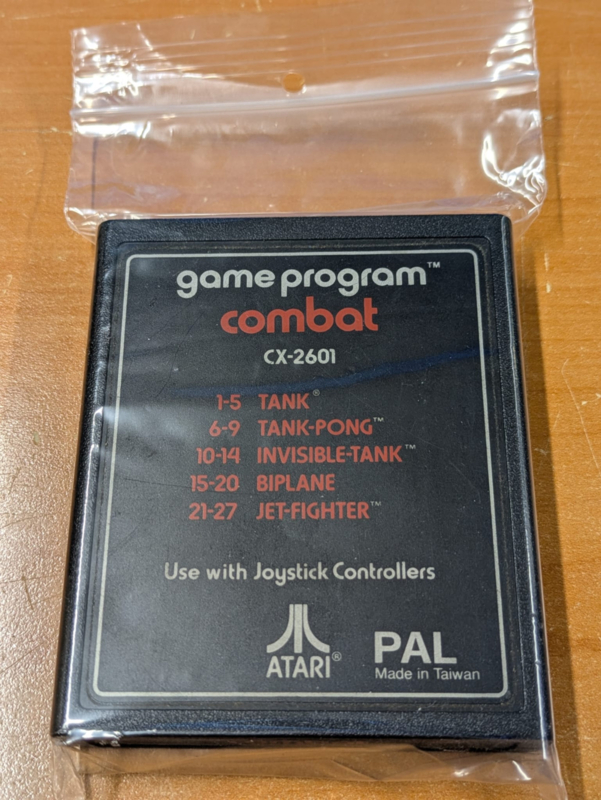 game program™
combat
CX-2601
1-5 TANK®
6-9 TANK-PONG™
10-14 INVISIBLE-TANK™
15-20 BIPLANE
21-27 JET-FIGHTER™
Use with Joystick Controllers
ATARI®
PAL
Made in Taiwan